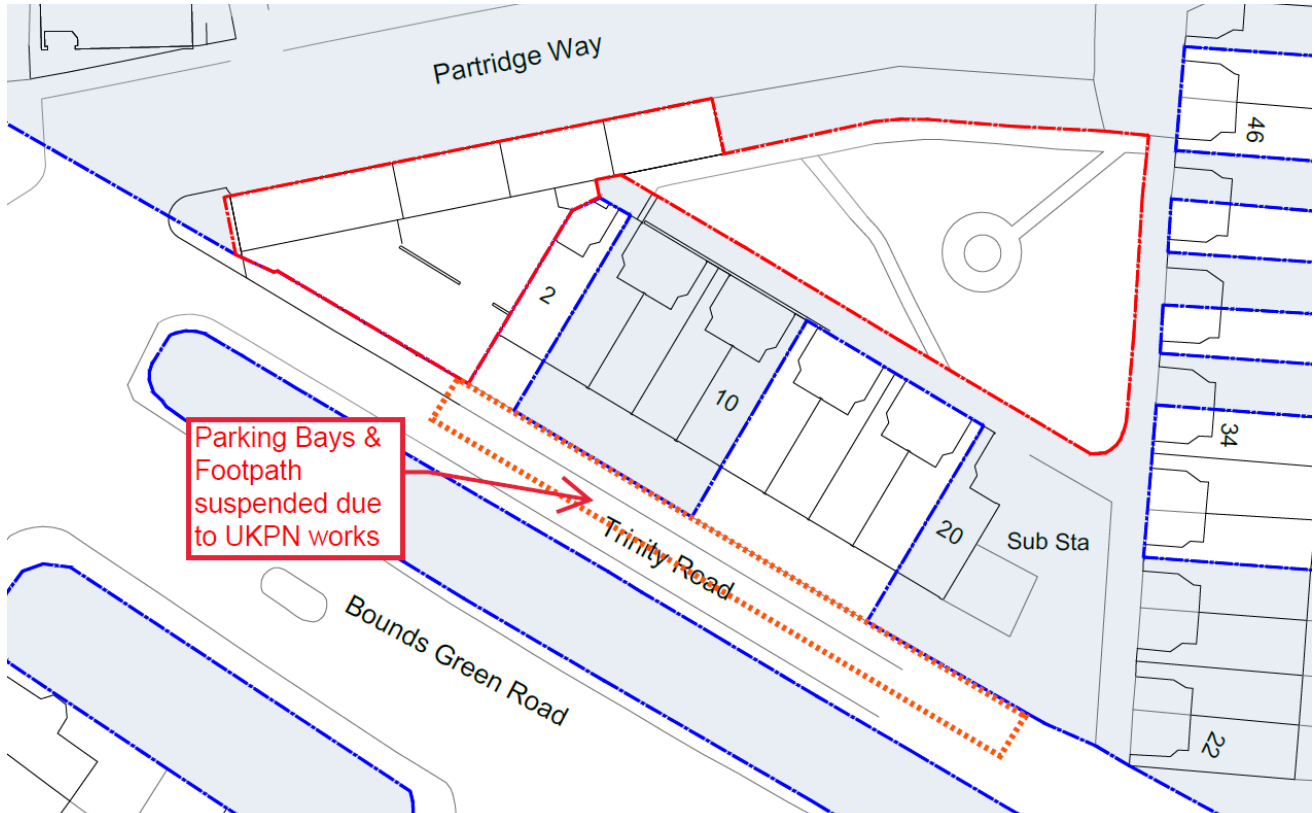 Partridge Way
46
2
10
34
Parking Bays &
Footpath
suspended due
to UKPN works
Trinity Road
20
Sub Sta
Bounds Green Road
22